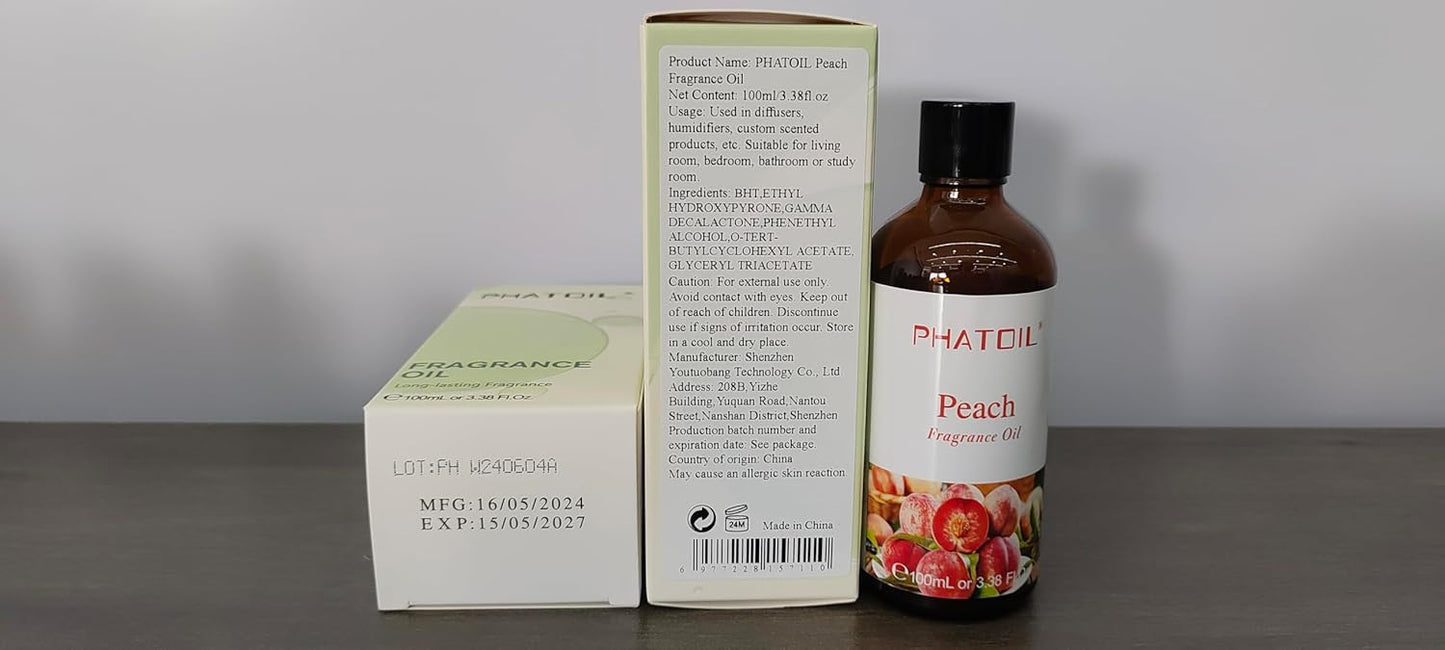 PHATOIL
FRAGRANCE
OIL
Long-lasting Fragrance
℮100mL or 3.38 Fl.Oz
LOT:PH W240604A
MFG:16/05/2024
EXP:15/05/2027
Product Name: PHATOIL Peach
Fragrance Oil
Net Content: 100ml/3.38fl.oz
Usage: Used in diffusers,
humidifiers, custom scented
products, etc. Suitable for living
room, bedroom, bathroom or study
room.
Ingredients: BHT,ETHYL
HYDROXYPYRONE,GAMMA
DECALACTONE,PHENETHYL
ALCOHOL,O-TERT-
BUTYLCYCLOHEXYL ACETATE,
GLYCERYL TRIACETATE
Caution: For external use only.
Avoid contact with eyes. Keep out
of reach of children. Discontinue
use if signs of irritation occur. Store
in a cool and dry place.
Manufacturer: Shenzhen
Youtuobang Technology Co., Ltd
Address: 208B,Yizhe
Building,Yuquan Road,Nantou
Street,Nanshan District,Shenzhen
Production batch number and
expiration date: See package.
Country of origin: China
May cause an allergic skin reaction.
24M
Made in China
6 977228 157110
PHATOIL
Peach
Fragrance Oil
℮100mL or 3.38 Fl